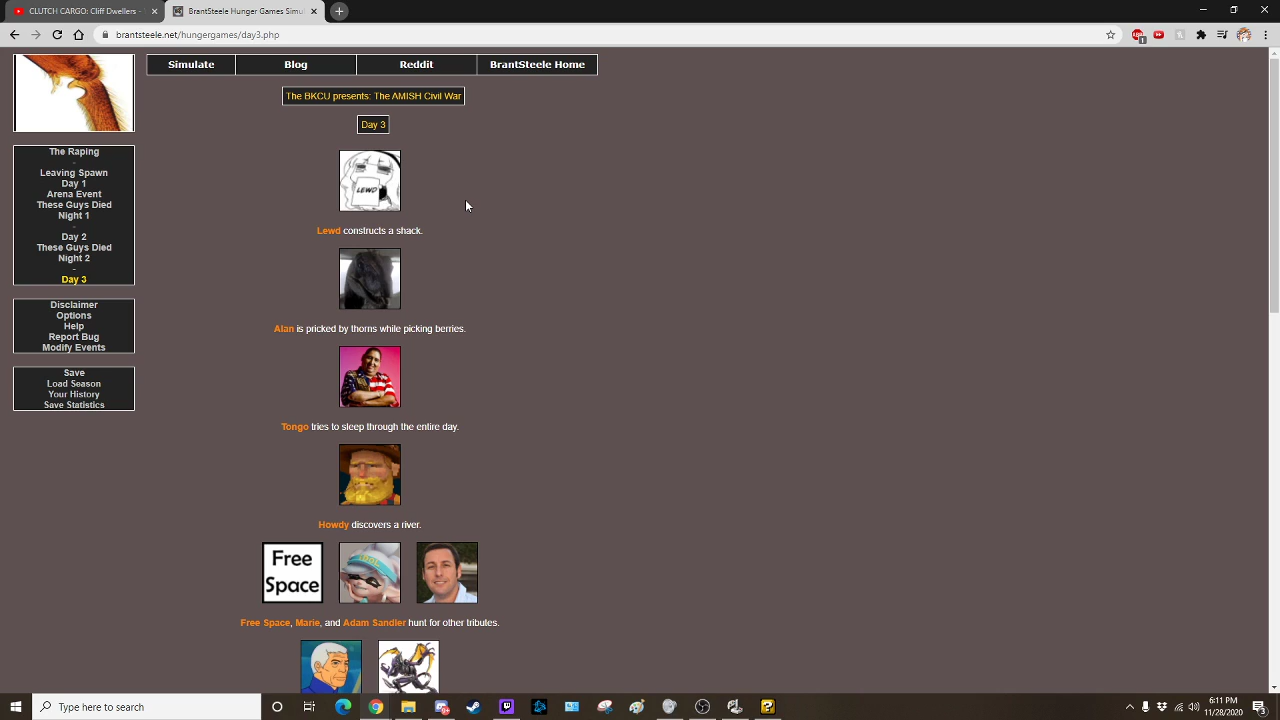 CLUTCH CARGO: Cliff Dwellers -
BrantSteele Hunger Games Simu
brantsteele.net/hungergames/day3.php
1
Simulate
Blog
Reddit
BrantSteele Home
The BKCU presents: The AMISH Civil War
Day 3
The Raping
-
Leaving Spawn
Day 1
Arena Event
These Guys Died
Night 1
-
Day 2
These Guys Died
Night 2
-
Day 3
Disclaimer
Options
Help
Report Bug
Modify Events
Save
Load Season
Your History
Save Statistics
LEWD
Lewd constructs a shack.
Alan is pricked by thorns while picking berries.
Tongo tries to sleep through the entire day.
Howdy discovers a river.
Free
Space
Free Space, Marie, and Adam Sandler hunt for other tributes.
Type here to search
6:11 PM
11/28/2020